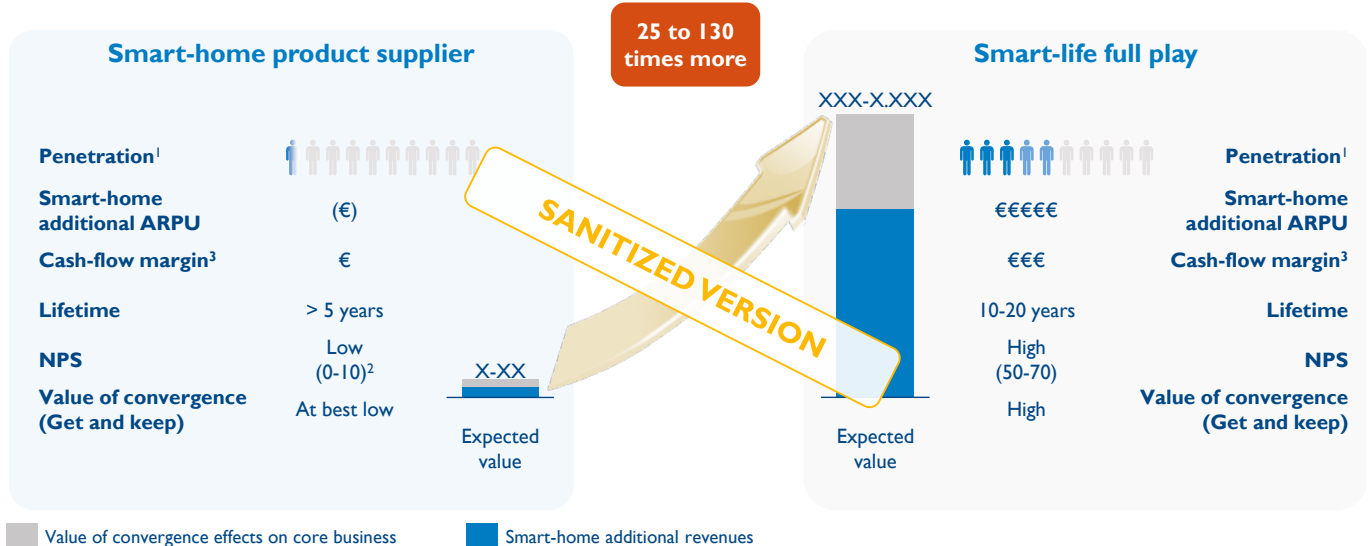 25 to 130
times more
Smart-home product supplier
Smart-life full play
XXX-X.XXX
Penetration¹
Penetration¹
Smart-home
additional ARPU
(€)
€€€€€
Smart-home
additional ARPU
Cash-flow margin³
€
€€€
Cash-flow margin³
Lifetime
> 5 years
10-20 years
Lifetime
NPS
Low
(0-10)²
X-XX
High
(50-70)
NPS
Value of convergence
(Get and keep)
At best low
High
Value of convergence
(Get and keep)
SANITIZED VERSION
Expected
value
Expected
value
Value of convergence effects on core business
Smart-home additional revenues